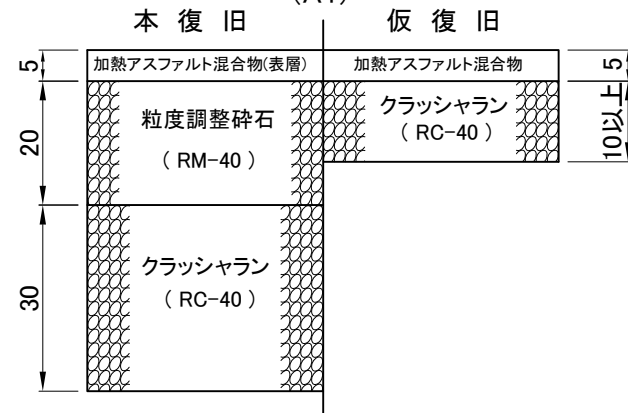 本復旧
仮復旧
5
加熱アスファルト混合物(表層)
加熱アスファルト混合物
5
20
粒度調整砕石
( RM-40 )
クラッシャラン
( RC-40 )
10以上
30
クラッシャラン
( RC-40 )